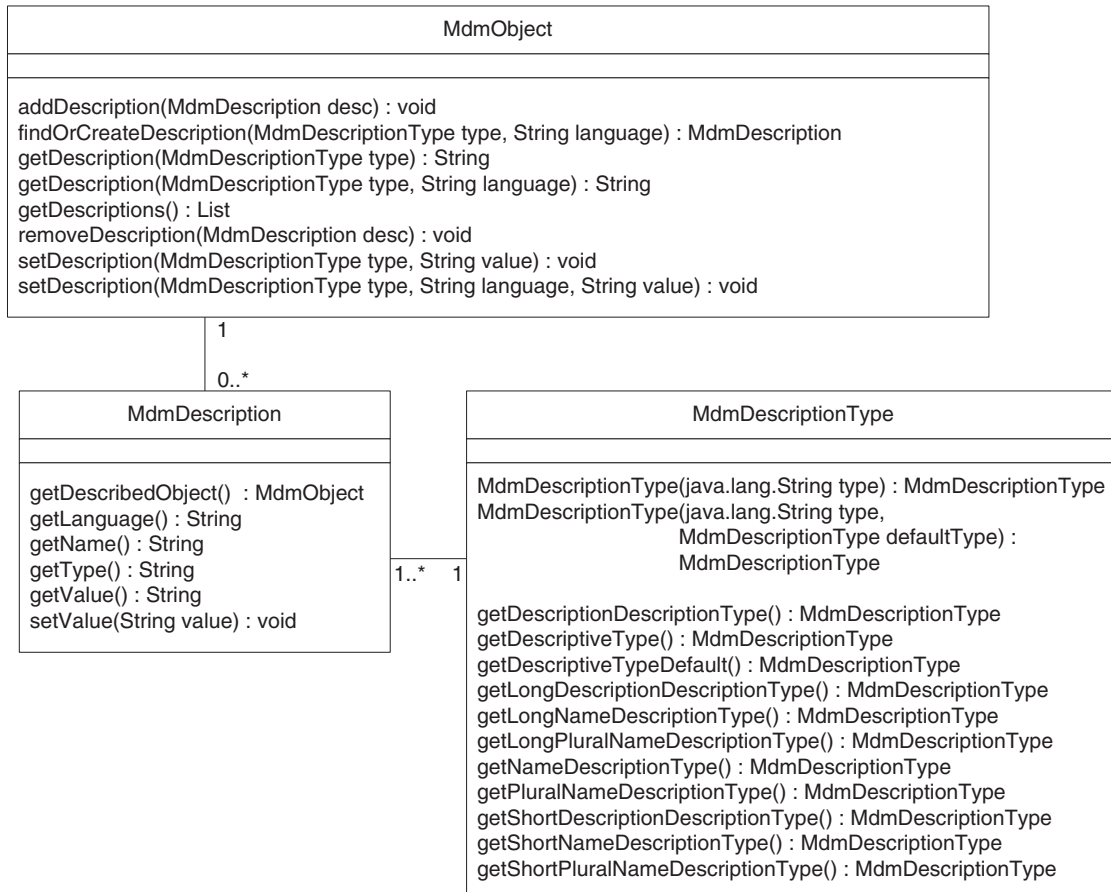 MdmObject
addDescription(MdmDescription desc) : void
findOrCreateDescription(MdmDescriptionType type, String language) : MdmDescription
getDescription(MdmDescriptionType type) : String
getDescription(MdmDescriptionType type, String language) : String
getDescriptions() : List
removeDescription(MdmDescription desc) : void
setDescription(MdmDescriptionType type, String value) : void
setDescription(MdmDescriptionType type, String language, String value) : void
1
0..*
MdmDescription
getDescribedObject() : MdmObject
getLanguage() : String
getName() : String
getType() : String
getValue() : String
setValue(String value) : void
1..* 1
MdmDescriptionType
MdmDescriptionType(java.lang.String type) : MdmDescriptionType
MdmDescriptionType(java.lang.String type,
MdmDescriptionType defaultType) :
MdmDescriptionType
getDescriptionDescriptionType() : MdmDescriptionType
getDescriptiveType() : MdmDescriptionType
getDescriptiveTypeDefault() : MdmDescriptionType
getLongDescriptionDescriptionType() : MdmDescriptionType
getLongNameDescriptionType() : MdmDescriptionType
getLongPluralNameDescriptionType() : MdmDescriptionType
getNameDescriptionType() : MdmDescriptionType
getPluralNameDescriptionType() : MdmDescriptionType
getShortDescriptionDescriptionType() : MdmDescriptionType
getShortNameDescriptionType() : MdmDescriptionType
getShortPluralNameDescriptionType() : MdmDescriptionType